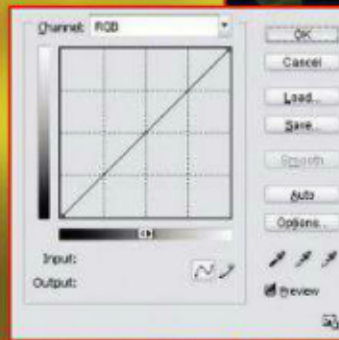 Channel: RGB
OK
Cancel
Load...
Save...
Smooth
Auto
Options...
Input:
Output:
Preview